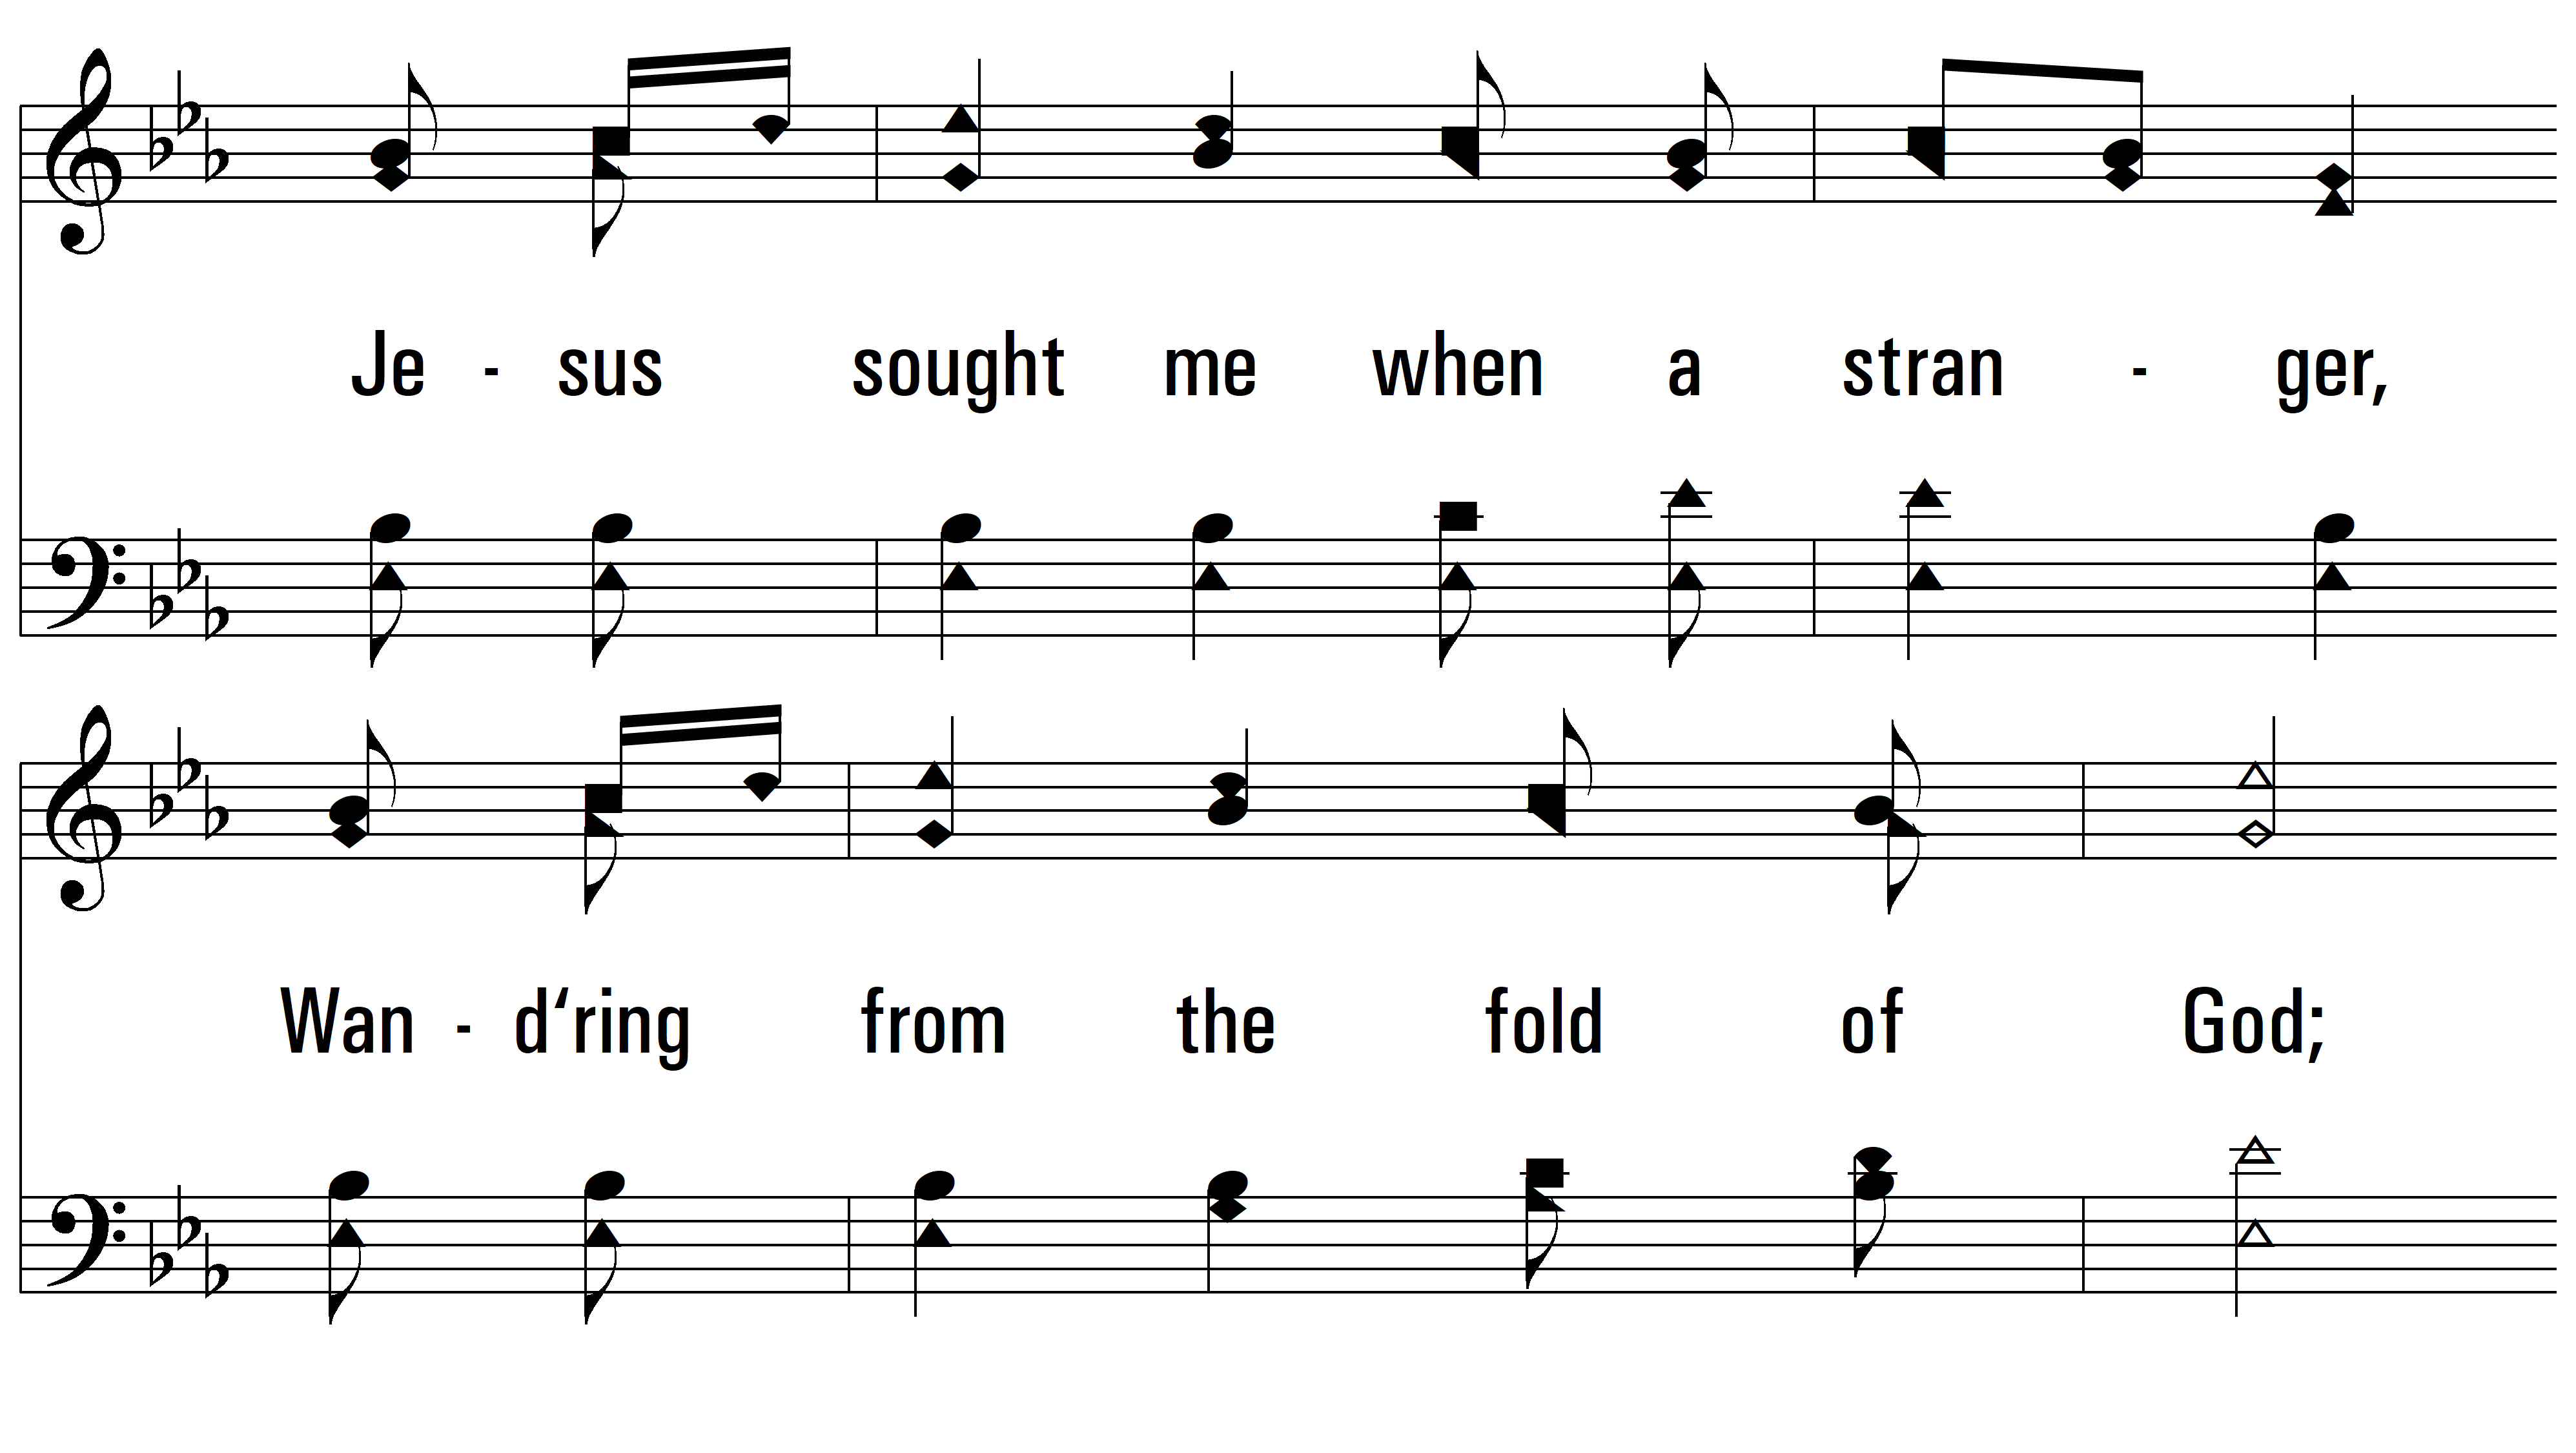 Je - sus sought me when a stran - ger,
Wan - d‘ring from the fold of God;